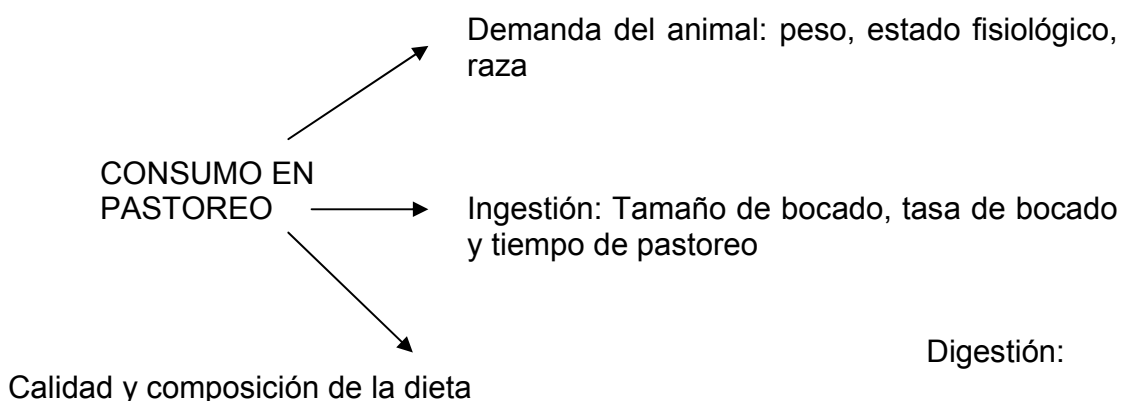 Demanda del animal: peso, estado fisiológico,
raza
CONSUMO EN
PASTOREO
Ingestión: Tamaño de bocado, tasa de bocado
y tiempo de pastoreo
Digestión:
Calidad y composición de la dieta